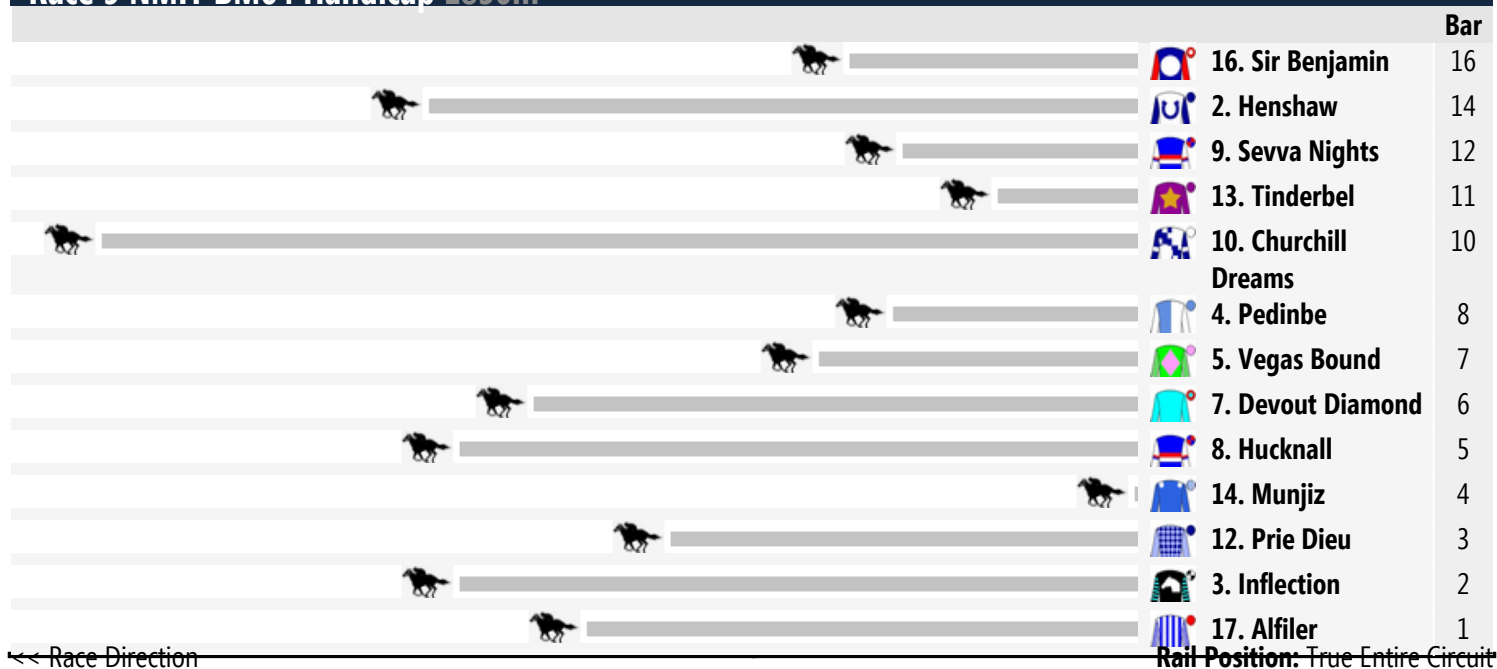 Bar
16. Sir Benjamin 16
2. Henshaw 14
9. Sevva Nights 12
13. Tinderbel 11
10. Churchill 10
Dreams
4. Pedinbe 8
5. Vegas Bound 7
7. Devout Diamond 6
8. Hucknall 5
14. Munjiz 4
12. Prie Dieu 3
3. Inflection 2
17. Alfiler 1
<< Race Direction Rail Position: True Entire Circuit